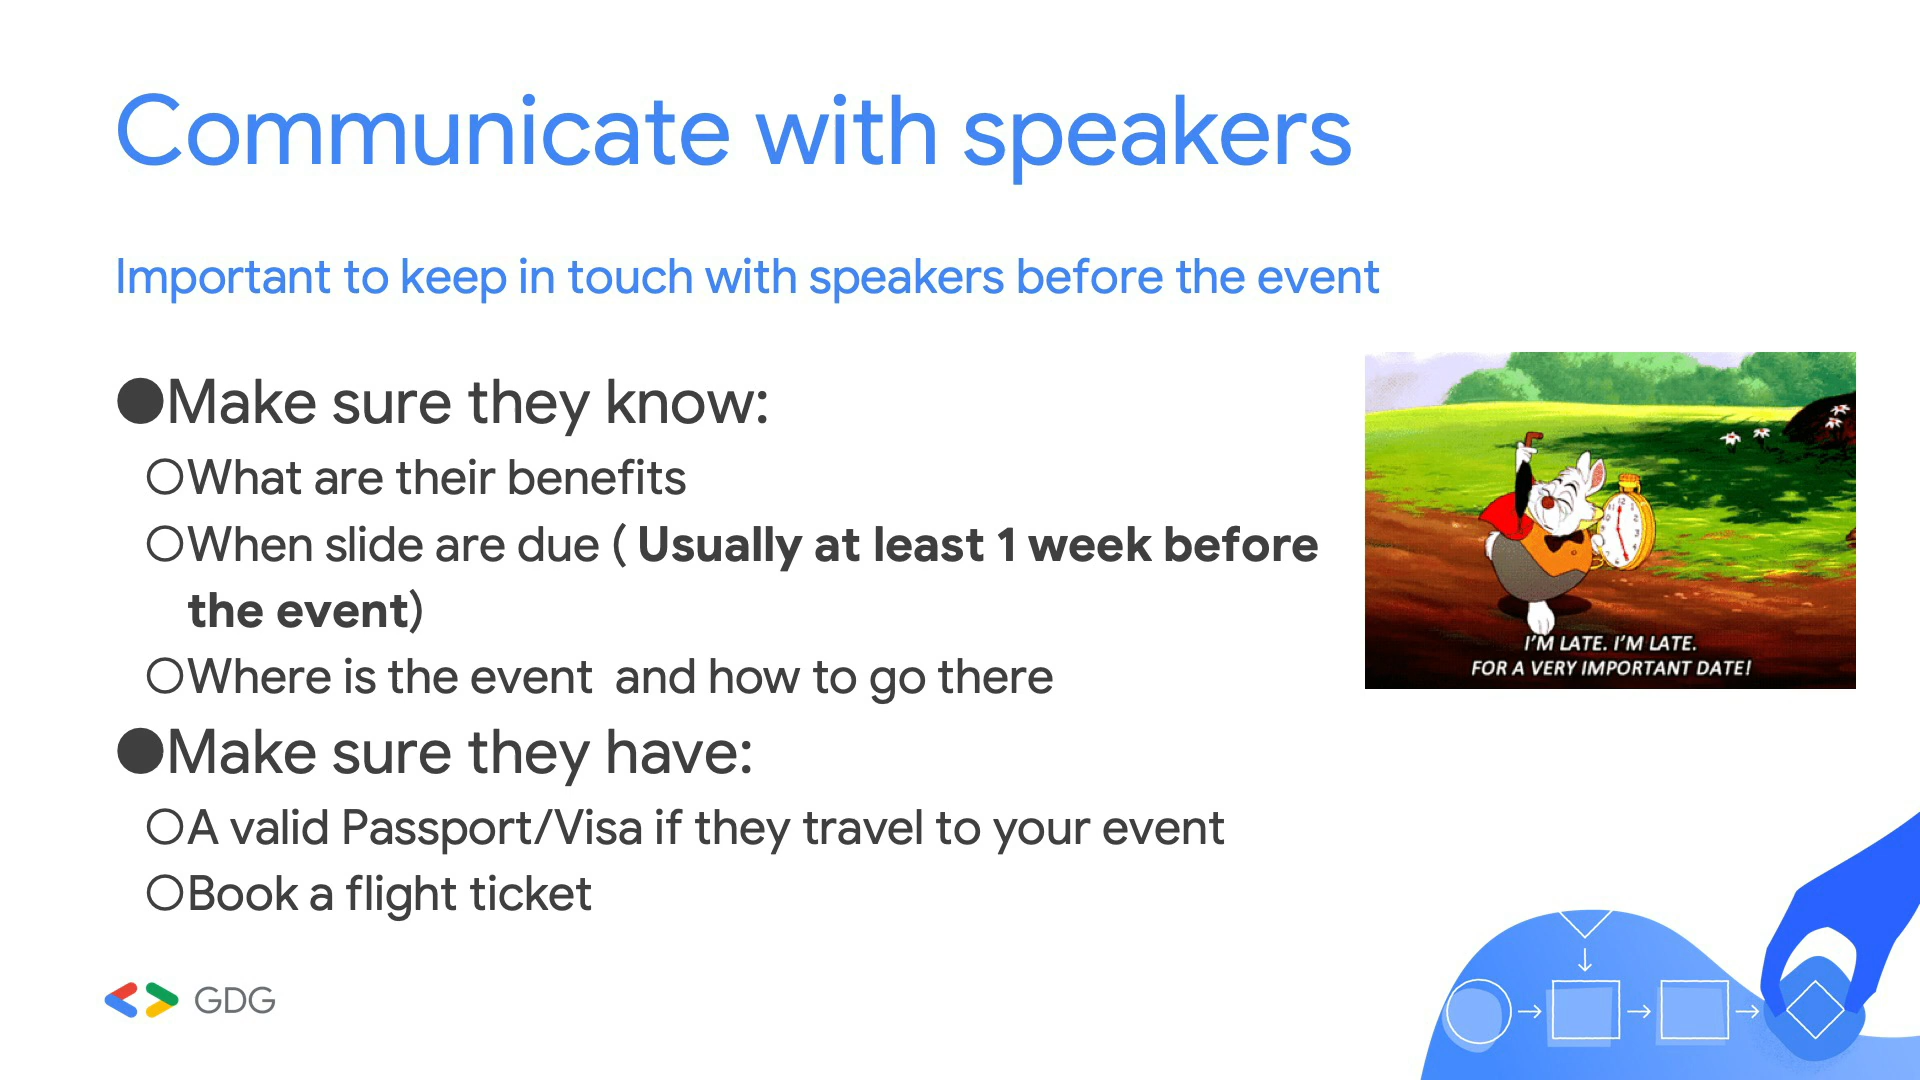 Communicate with speakers
Important to keep in touch with speakers before the event
●Make sure they know:
○What are their benefits
○When slide are due ( Usually at least 1 week before
the event)
○Where is the event  and how to go there
●Make sure they have:
○A valid Passport/Visa if they travel to your event
○Book a flight ticket
I'M LATE. I'M LATE.
FOR A VERY IMPORTANT DATE!
GDG